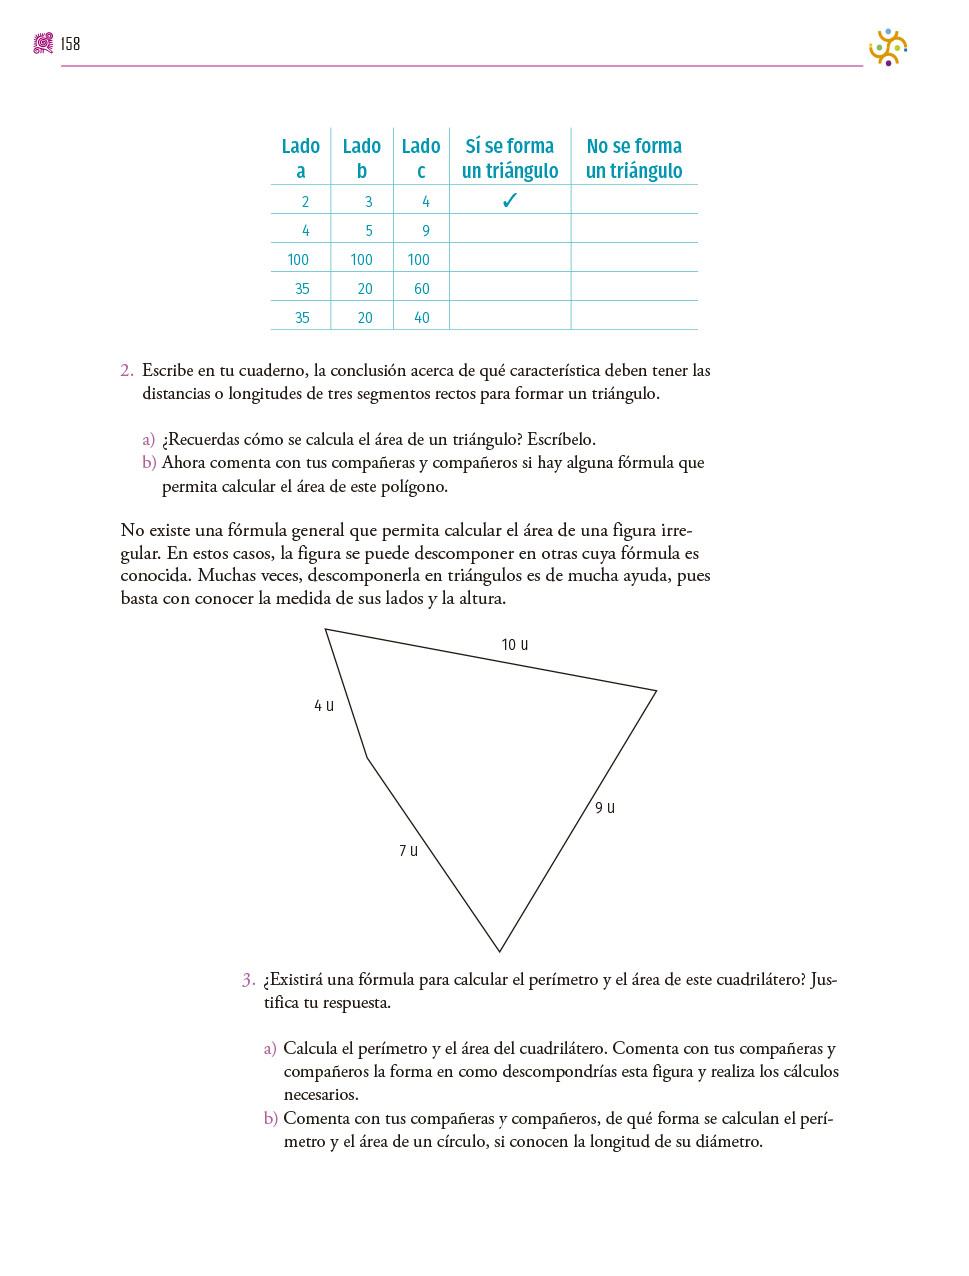 158
Lado a Lado b Lado c Sí se forma un triángulo No se forma un triángulo
2 3 4 ✓
4 5 9
100 100 100
35 20 60
35 20 40
2. Escribe en tu cuaderno, la conclusión acerca de qué característica deben tener las
distancias o longitudes de tres segmentos rectos para formar un triángulo.
a) ¿Recuerdas cómo se calcula el área de un triángulo? Escríbelo.
b) Ahora comenta con tus compañeras y compañeros si hay alguna fórmula que
permita calcular el área de este polígono.
No existe una fórmula general que permita calcular el área de una figura irre-
gular. En estos casos, la figura se puede descomponer en otras cuya fórmula es
conocida. Muchas veces, descomponerla en triángulos es de mucha ayuda, pues
basta con conocer la medida de sus lados y la altura.
10 u
4 u
9 u
7 u
3. ¿Existirá una fórmula para calcular el perímetro y el área de este cuadrilátero? Jus-
tifica tu respuesta.
a) Calcula el perímetro y el área del cuadrilátero. Comenta con tus compañeras y
compañeros la forma en como descompondrías esta figura y realiza los cálculos
necesarios.
b) Comenta con tus compañeras y compañeros, de qué forma se calculan el perí-
metro y el área de un círculo, si conocen la longitud de su diámetro.